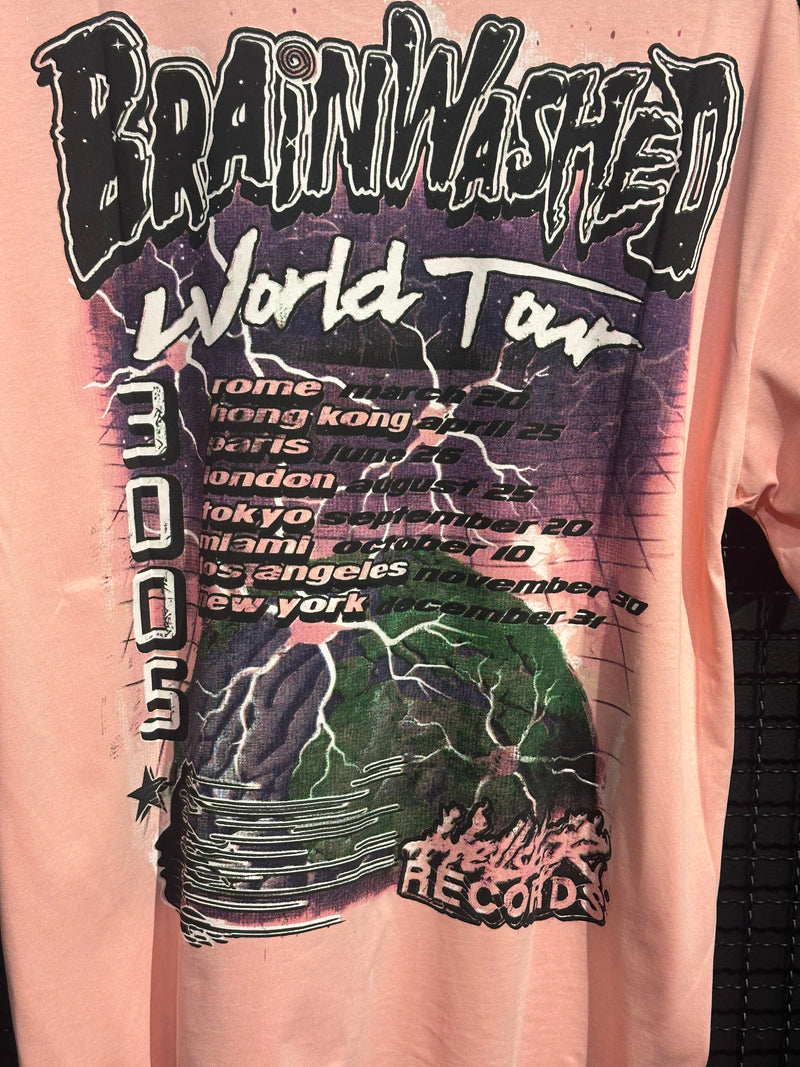 BRAiNWASHED
World Tour
3005
rome march 20
hong kong april 25
paris june 26
london august 25
tokyo september 20
miami october 10
los angeles november 30
new york december 31
RECORDS